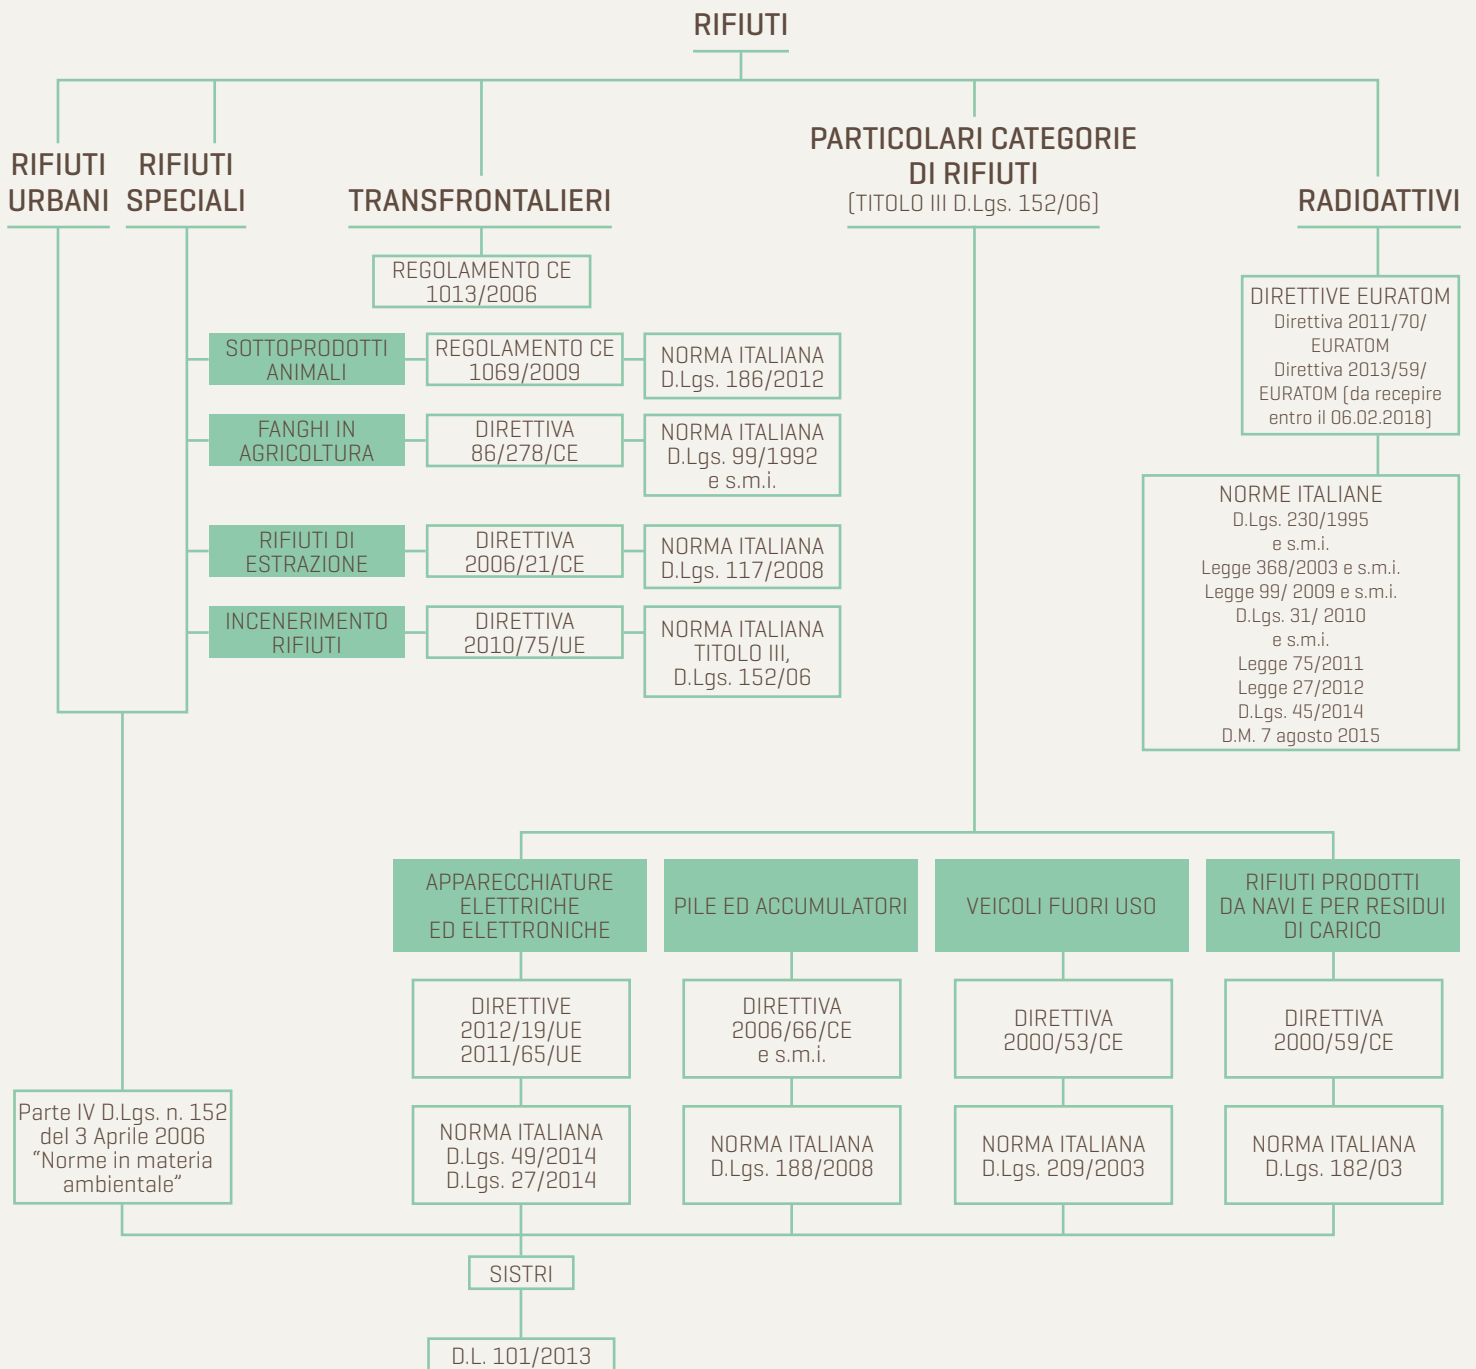 RIFIUTI
RIFIUTI
URBANI
RIFIUTI
SPECIALI
TRANSFRONTALIERI
REGOLAMENTO CE
1013/2006
PARTICOLARI CATEGORIE
DI RIFIUTI
(TITOLO III D.Lgs. 152/06)
RADIOATTIVI
DIRETTIVE EURATOM
Direttiva 2011/70/
EURATOM
Direttiva 2013/59/
EURATOM (da recepire
entro il 06.02.2018)
NORME ITALIANE
D.Lgs. 230/1995
e s.m.i.
Legge 368/2003 e s.m.i.
Legge 99/ 2009 e s.m.i.
D.Lgs. 31/ 2010
e s.m.i.
Legge 75/2011
Legge 27/2012
D.Lgs. 45/2014
D.M. 7 agosto 2015
SOTTOPRODOTTI
ANIMALI
REGOLAMENTO CE
1069/2009
NORMA ITALIANA
D.Lgs. 186/2012
FANGHI IN
AGRICOLTURA
DIRETTIVA
86/278/CE
NORMA ITALIANA
D.Lgs. 99/1992
e s.m.i.
RIFIUTI DI
ESTRAZIONE
DIRETTIVA
2006/21/CE
NORMA ITALIANA
D.Lgs. 117/2008
INCENERIMENTO
RIFIUTI
DIRETTIVA
2010/75/UE
NORMA ITALIANA
TITOLO III,
D.Lgs. 152/06
APPARECCHIATURE
ELETTRICHE
ED ELETTRONICHE
DIRETTIVE
2012/19/UE
2011/65/UE
NORMA ITALIANA
D.Lgs. 49/2014
D.Lgs. 27/2014
PILE ED ACCUMULATORI
DIRETTIVA
2006/66/CE
e s.m.i.
NORMA ITALIANA
D.Lgs. 188/2008
VEICOLI FUORI USO
DIRETTIVA
2000/53/CE
NORMA ITALIANA
D.Lgs. 209/2003
RIFIUTI PRODOTTI
DA NAVI E PER RESIDUI
DI CARICO
DIRETTIVA
2000/59/CE
NORMA ITALIANA
D.Lgs. 182/03
Parte IV D.Lgs. n. 152
del 3 Aprile 2006
“Norme in materia
ambientale”
SISTRI
D.L. 101/2013